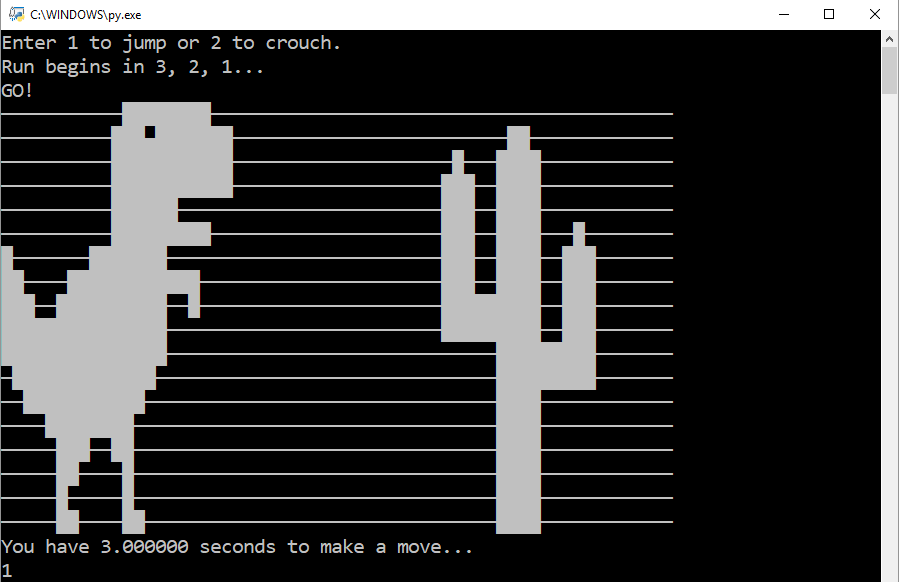 C:\WINDOWS\py.exe
Enter 1 to jump or 2 to crouch.
Run begins in 3, 2, 1...
GO!
You have 3.000000 seconds to make a move...
1